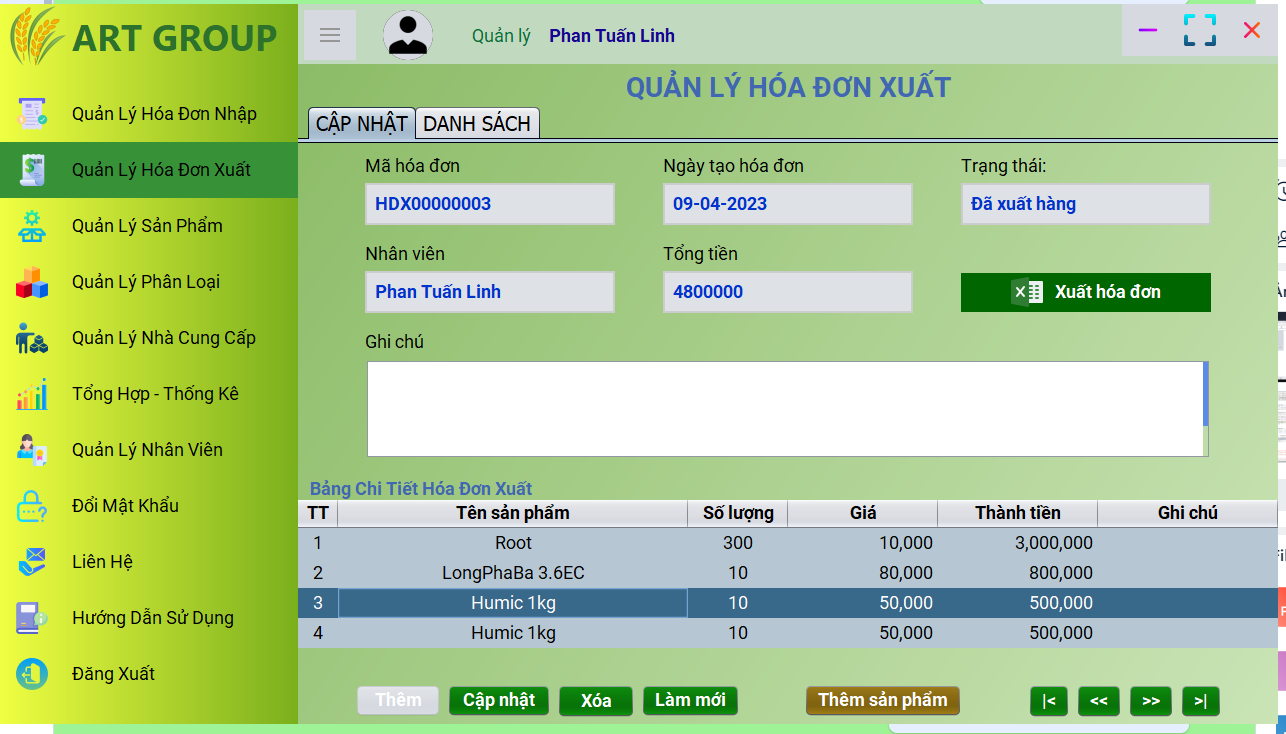 ART GROUP
Quản lý Phan Tuấn Linh
QUẢN LÝ HÓA ĐƠN XUẤT
Quản Lý Hóa Đơn Nhập
Quản Lý Hóa Đơn Xuất
Quản Lý Sản Phẩm
Quản Lý Phân Loại
Quản Lý Nhà Cung Cấp
Tổng Hợp - Thống Kê
Quản Lý Nhân Viên
Đổi Mật Khẩu
Liên Hệ
Hướng Dẫn Sử Dụng
Đăng Xuất
CẬP NHẬT DANH SÁCH
Mã hóa đơn Ngày tạo hóa đơn Trạng thái:
HDX00000003 09-04-2023 Đã xuất hàng
Nhân viên Tổng tiền
Phan Tuấn Linh 4800000 Xuất hóa đơn
Ghi chú
Bảng Chi Tiết Hóa Đơn Xuất
TT Tên sản phẩm Số lượng Giá Thành tiền Ghi chú
1 Root 300 10,000 3,000,000
2 LongPhaBa 3.6EC 10 80,000 800,000
3 Humic 1kg 10 50,000 500,000
4 Humic 1kg 10 50,000 500,000
Thêm Cập nhật Xóa Làm mới Thêm sản phẩm |< << >> >|